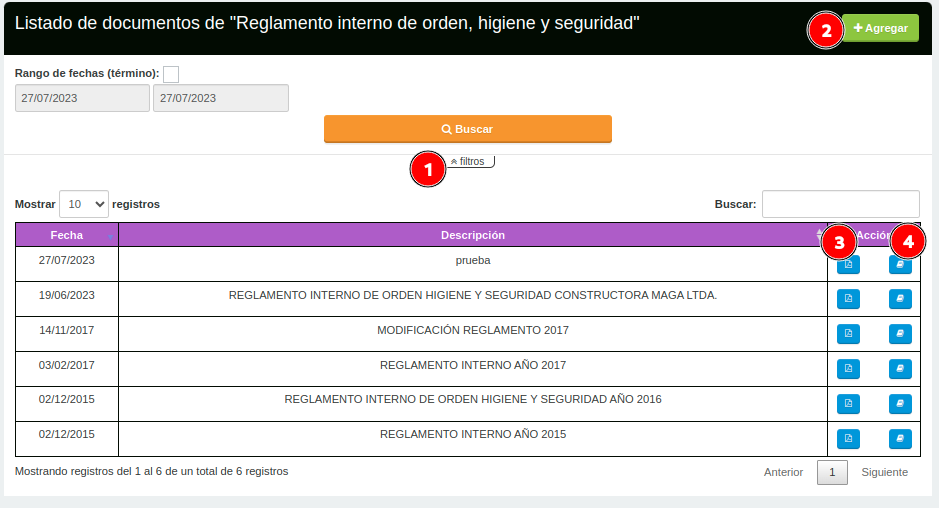 Listado de documentos de "Reglamento interno de orden, higiene y seguridad"
2 Agregar
Rango de fechas (término):
27/07/2023 27/07/2023
Buscar
1 filtros
Mostrar 10 registros Buscar:
Fecha Descripción 3 Acción 4
27/07/2023 prueba
19/06/2023 REGLAMENTO INTERNO DE ORDEN HIGIENE Y SEGURIDAD CONSTRUCTORA MAGA LTDA.
14/11/2017 MODIFICACIÓN REGLAMENTO 2017
03/02/2017 REGLAMENTO INTERNO AÑO 2017
02/12/2015 REGLAMENTO INTERNO DE ORDEN HIGIENE Y SEGURIDAD AÑO 2016
02/12/2015 REGLAMENTO INTERNO AÑO 2015
Mostrando registros del 1 al 6 de un total de 6 registros Anterior 1 Siguiente